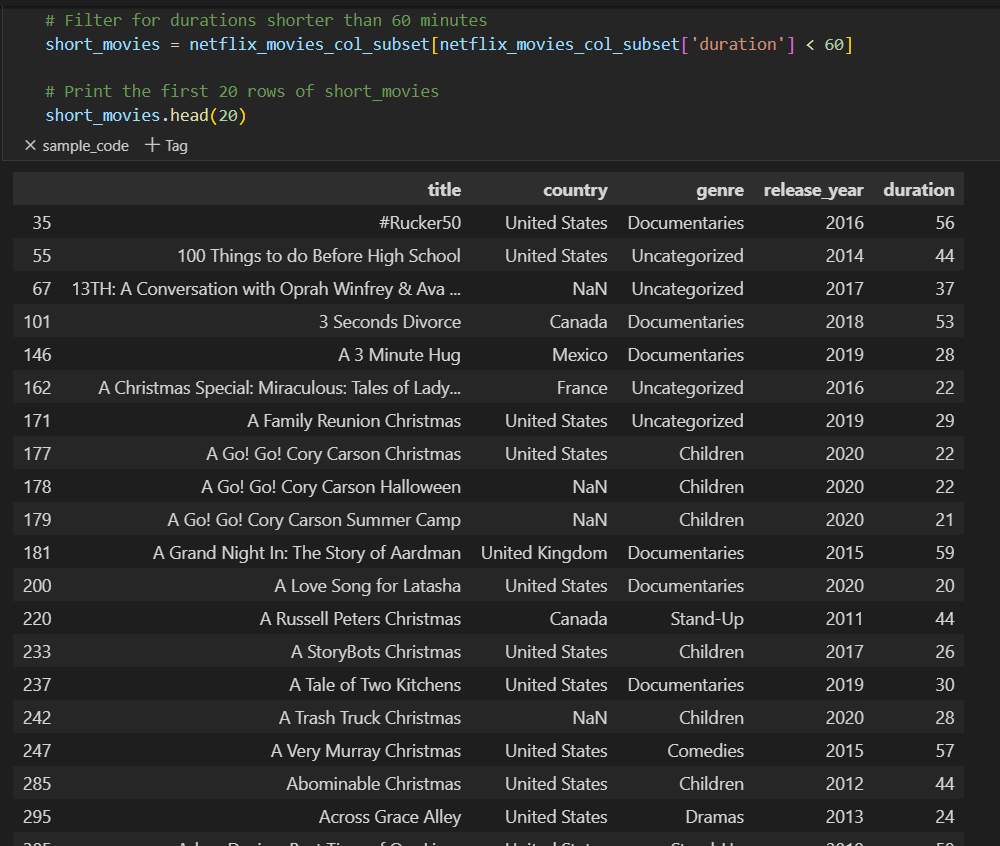 # Filter for durations shorter than 60 minutes
short_movies = netflix_movies_col_subset[netflix_movies_col_subset['duration'] < 60]
# Print the first 20 rows of short_movies
short_movies.head(20)
× sample_code + Tag
title country genre release_year duration
35 #Rucker50 United States Documentaries 2016 56
55 100 Things to do Before High School United States Uncategorized 2014 44
67 13TH: A Conversation with Oprah Winfrey & Ava ... NaN Uncategorized 2017 37
101 3 Seconds Divorce Canada Documentaries 2018 53
146 A 3 Minute Hug Mexico Documentaries 2019 28
162 A Christmas Special: Miraculous: Tales of Lady... France Uncategorized 2016 22
171 A Family Reunion Christmas United States Uncategorized 2019 29
177 A Go! Go! Cory Carson Christmas United States Children 2020 22
178 A Go! Go! Cory Carson Halloween NaN Children 2020 22
179 A Go! Go! Cory Carson Summer Camp NaN Children 2020 21
181 A Grand Night In: The Story of Aardman United Kingdom Documentaries 2015 59
200 A Love Song for Latasha United States Documentaries 2020 20
220 A Russell Peters Christmas Canada Stand-Up 2011 44
233 A StoryBots Christmas United States Children 2017 26
237 A Tale of Two Kitchens United States Documentaries 2019 30
242 A Trash Truck Christmas NaN Children 2020 28
247 A Very Murray Christmas United States Comedies 2015 57
285 Abominable Christmas United States Children 2012 44
295 Across Grace Alley United States Dramas 2013 24